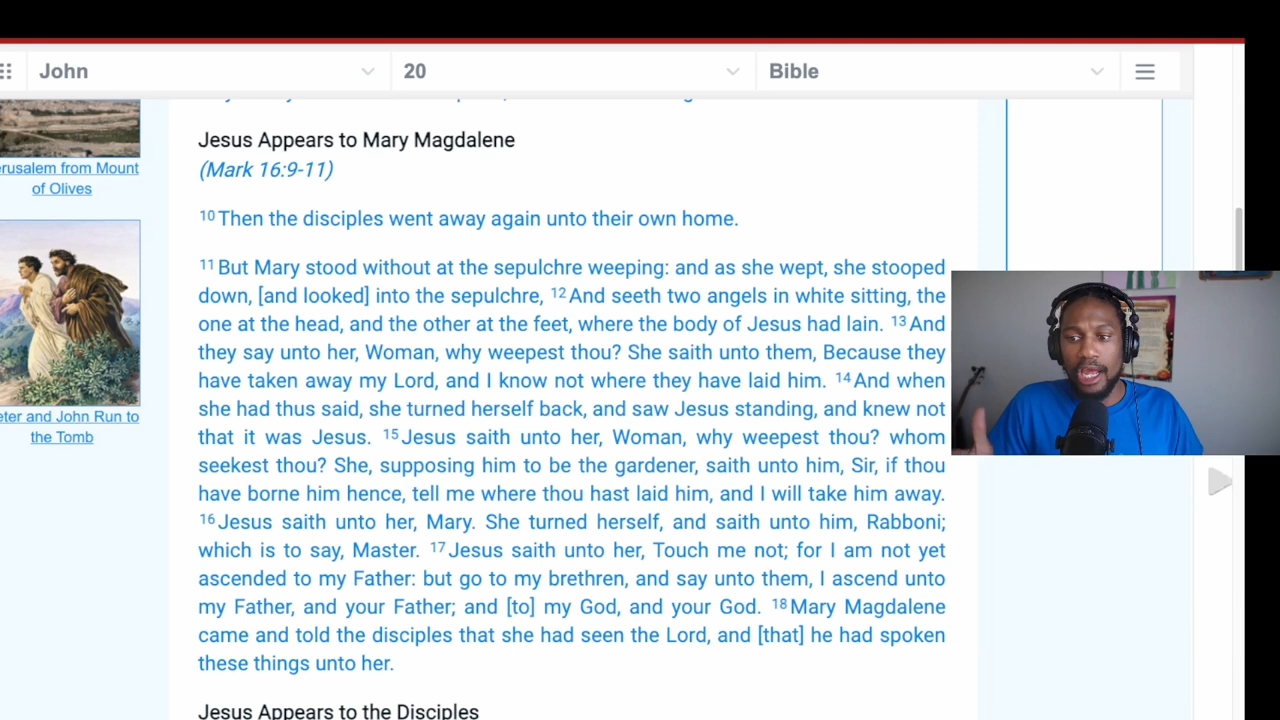 John
20
Bible
Jesus Appears to Mary Magdalene
(Mark 16:9-11)
10 Then the disciples went away again unto their own home.
11 But Mary stood without at the sepulchre weeping: and as she wept, she stooped
down, [and looked] into the sepulchre, 12 And seeth two angels in white sitting, the
one at the head, and the other at the feet, where the body of Jesus had lain. 13 And
they say unto her, Woman, why weepest thou? She saith unto them, Because they
have taken away my Lord, and I know not where they have laid him. 14 And when
she had thus said, she turned herself back, and saw Jesus standing, and knew not
that it was Jesus. 15 Jesus saith unto her, Woman, why weepest thou? whom
seekest thou? She, supposing him to be the gardener, saith unto him, Sir, if thou
have borne him hence, tell me where thou hast laid him, and I will take him away.
16 Jesus saith unto her, Mary. She turned herself, and saith unto him, Rabboni;
which is to say, Master. 17 Jesus saith unto her, Touch me not; for I am not yet
ascended to my Father: but go to my brethren, and say unto them, I ascend unto
my Father, and your Father; and [to] my God, and your God. 18 Mary Magdalene
came and told the disciples that she had seen the Lord, and [that] he had spoken
these things unto her.
Jesus Appears to the Disciples
erusalem from Mount
of Olives
eter and John Run to
the Tomb